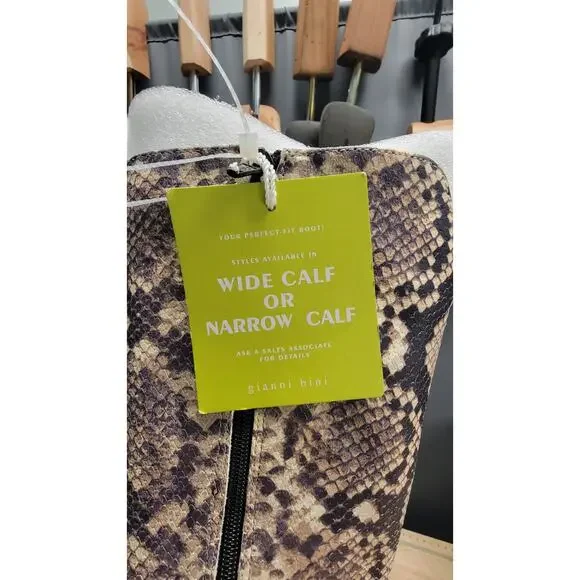 YOUR PERFECT FIT BOOT!
STYLES AVAILABLE IN
WIDE CALF
OR
NARROW CALF
ASK A SALES ASSOCIATE
FOR DETAILS
gianni bini